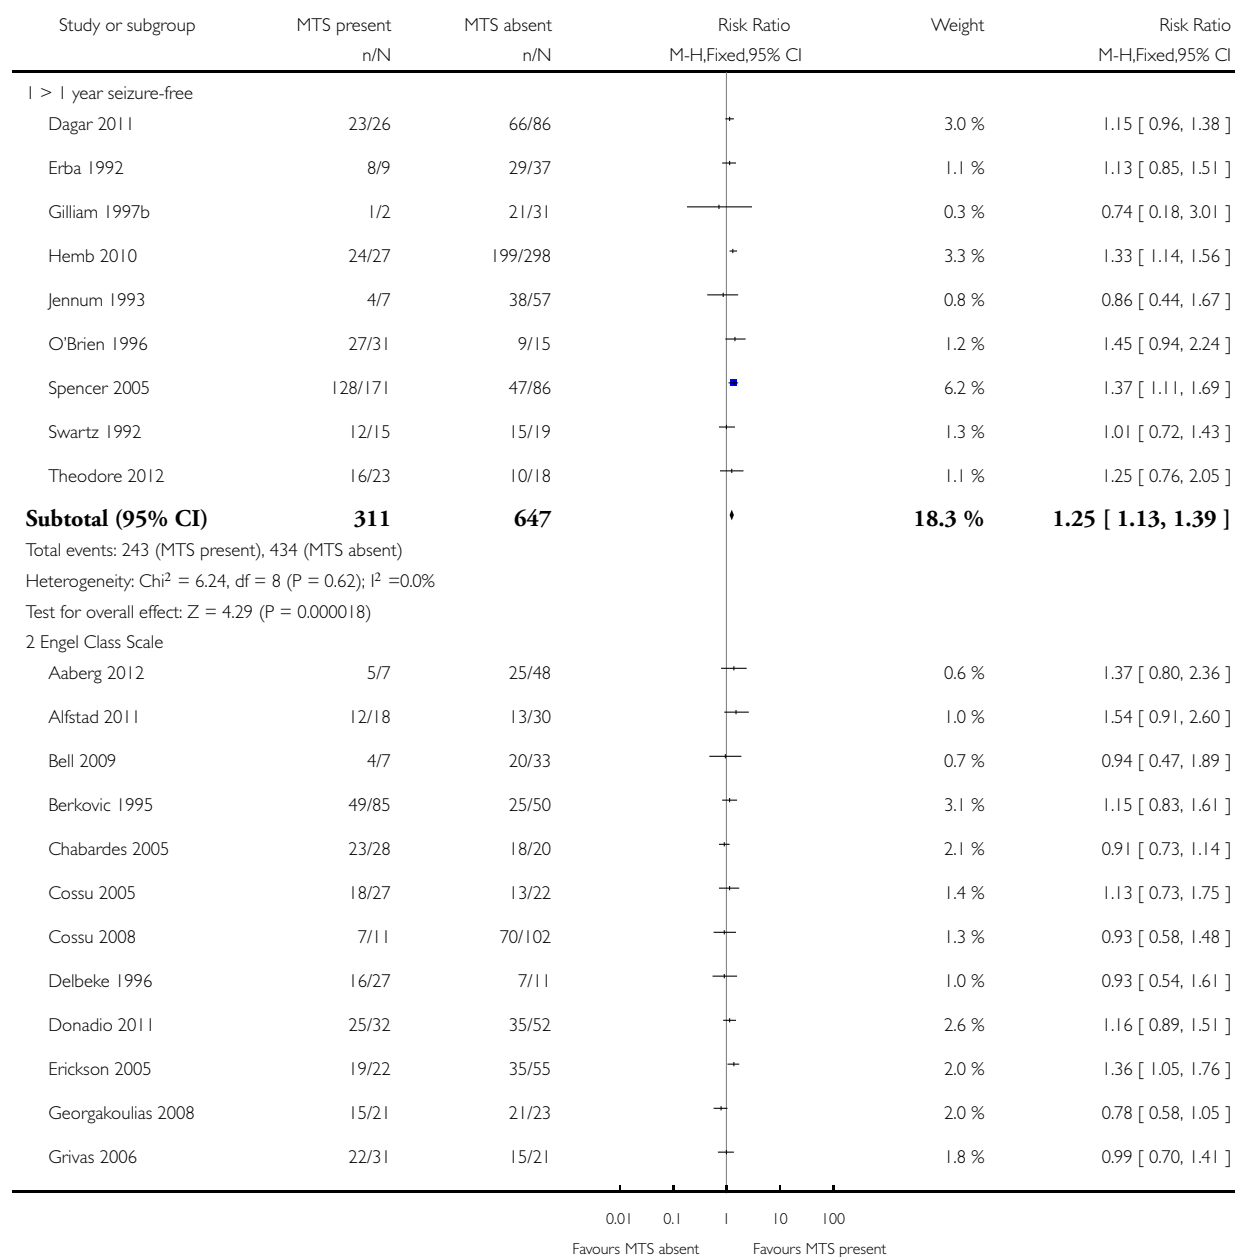 Study or subgroup MTS present MTS absent Risk Ratio Weight Risk Ratio
n/N n/N M-H,Fixed,95% CI M-H,Fixed,95% CI
1 > 1 year seizure-free
Dagar 2011 23/26 66/86 3.0 % 1.15 [ 0.96, 1.38 ]
Erba 1992 8/9 29/37 1.1 % 1.13 [ 0.85, 1.51 ]
Gilliam 1997b 1/2 21/31 0.3 % 0.74 [ 0.18, 3.01 ]
Hemb 2010 24/27 199/298 3.3 % 1.33 [ 1.14, 1.56 ]
Jennum 1993 4/7 38/57 0.8 % 0.86 [ 0.44, 1.67 ]
O'Brien 1996 27/31 9/15 1.2 % 1.45 [ 0.94, 2.24 ]
Spencer 2005 128/171 47/86 6.2 % 1.37 [ 1.11, 1.69 ]
Swartz 1992 12/15 15/19 1.3 % 1.01 [ 0.72, 1.43 ]
Theodore 2012 16/23 10/18 1.1 % 1.25 [ 0.76, 2.05 ]
Subtotal (95% CI) 311 647 18.3 % 1.25 [ 1.13, 1.39 ]
Total events: 243 (MTS present), 434 (MTS absent)
Heterogeneity: Chi² = 6.24, df = 8 (P = 0.62); I² =0.0%
Test for overall effect: Z = 4.29 (P = 0.000018)
2 Engel Class Scale
Aaberg 2012 5/7 25/48 0.6 % 1.37 [ 0.80, 2.36 ]
Alfstad 2011 12/18 13/30 1.0 % 1.54 [ 0.91, 2.60 ]
Bell 2009 4/7 20/33 0.7 % 0.94 [ 0.47, 1.89 ]
Berkovic 1995 49/85 25/50 3.1 % 1.15 [ 0.83, 1.61 ]
Chabardes 2005 23/28 18/20 2.1 % 0.91 [ 0.73, 1.14 ]
Cossu 2005 18/27 13/22 1.4 % 1.13 [ 0.73, 1.75 ]
Cossu 2008 7/11 70/102 1.3 % 0.93 [ 0.58, 1.48 ]
Delbeke 1996 16/27 7/11 1.0 % 0.93 [ 0.54, 1.61 ]
Donadio 2011 25/32 35/52 2.6 % 1.16 [ 0.89, 1.51 ]
Erickson 2005 19/22 35/55 2.0 % 1.36 [ 1.05, 1.76 ]
Georgakoulias 2008 15/21 21/23 2.0 % 0.78 [ 0.58, 1.05 ]
Grivas 2006 22/31 15/21 1.8 % 0.99 [ 0.70, 1.41 ]
0.01 0.1 1 10 100
Favours MTS absent Favours MTS present